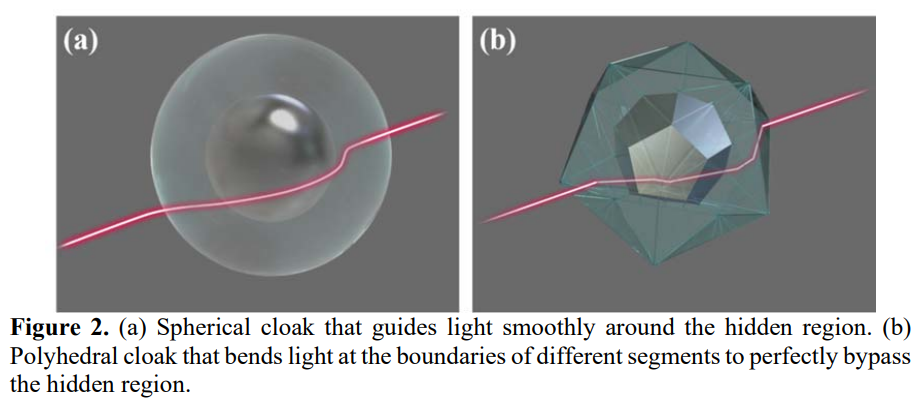 (a)
(b)
Figure 2. (a) Spherical cloak that guides light smoothly around the hidden region. (b)
Polyhedral cloak that bends light at the boundaries of different segments to perfectly bypass
the hidden region.